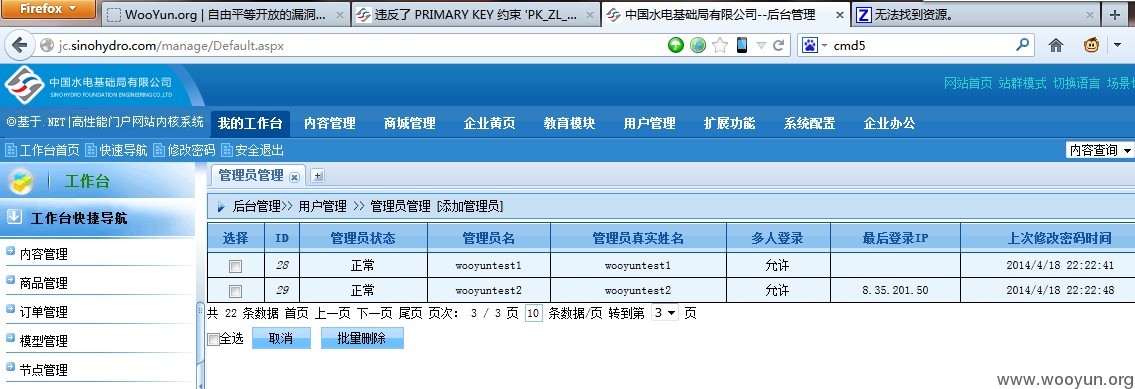 Firefox
WooYun.org | 自由平等开放的漏洞...
违反了 PRIMARY KEY 约束 'PK_ZL_...
中国水电基础局有限公司--后台管理
无法找到资源。
jc.sinohydro.com/manage/Default.aspx
cmd5
中国水电基础局有限公司
SINOHYDRO FOUNDATION ENGINEERING CO.,LTD
网站首页 站群模式 切换语言 场景
©基于.NET|高性能门户网站内核系统
我的工作台 内容管理 商城管理 企业黄页 教育模块 用户管理 扩展功能 系统配置 企业办公
工作台首页 快速导航 修改密码 安全退出
内容查询
工作台
管理员管理
工作台快捷导航
后台管理>> 用户管理 >> 管理员管理 [添加管理员]
选择 ID 管理员状态 管理员名 管理员真实姓名 多人登录 最后登录IP 上次修改密码时间
28 正常 wooyuntest1 wooyuntest1 允许 2014/4/18 22:22:41
29 正常 wooyuntest2 wooyuntest2 允许 8.35.201.50 2014/4/18 22:22:48
共 22 条数据 首页 上一页 下一页 尾页 页次: 3 / 3 页 10 条数据/页 转到第 3 页
全选 取消 批量删除
内容管理
商品管理
订单管理
模型管理
节点管理
www.wooyun.org